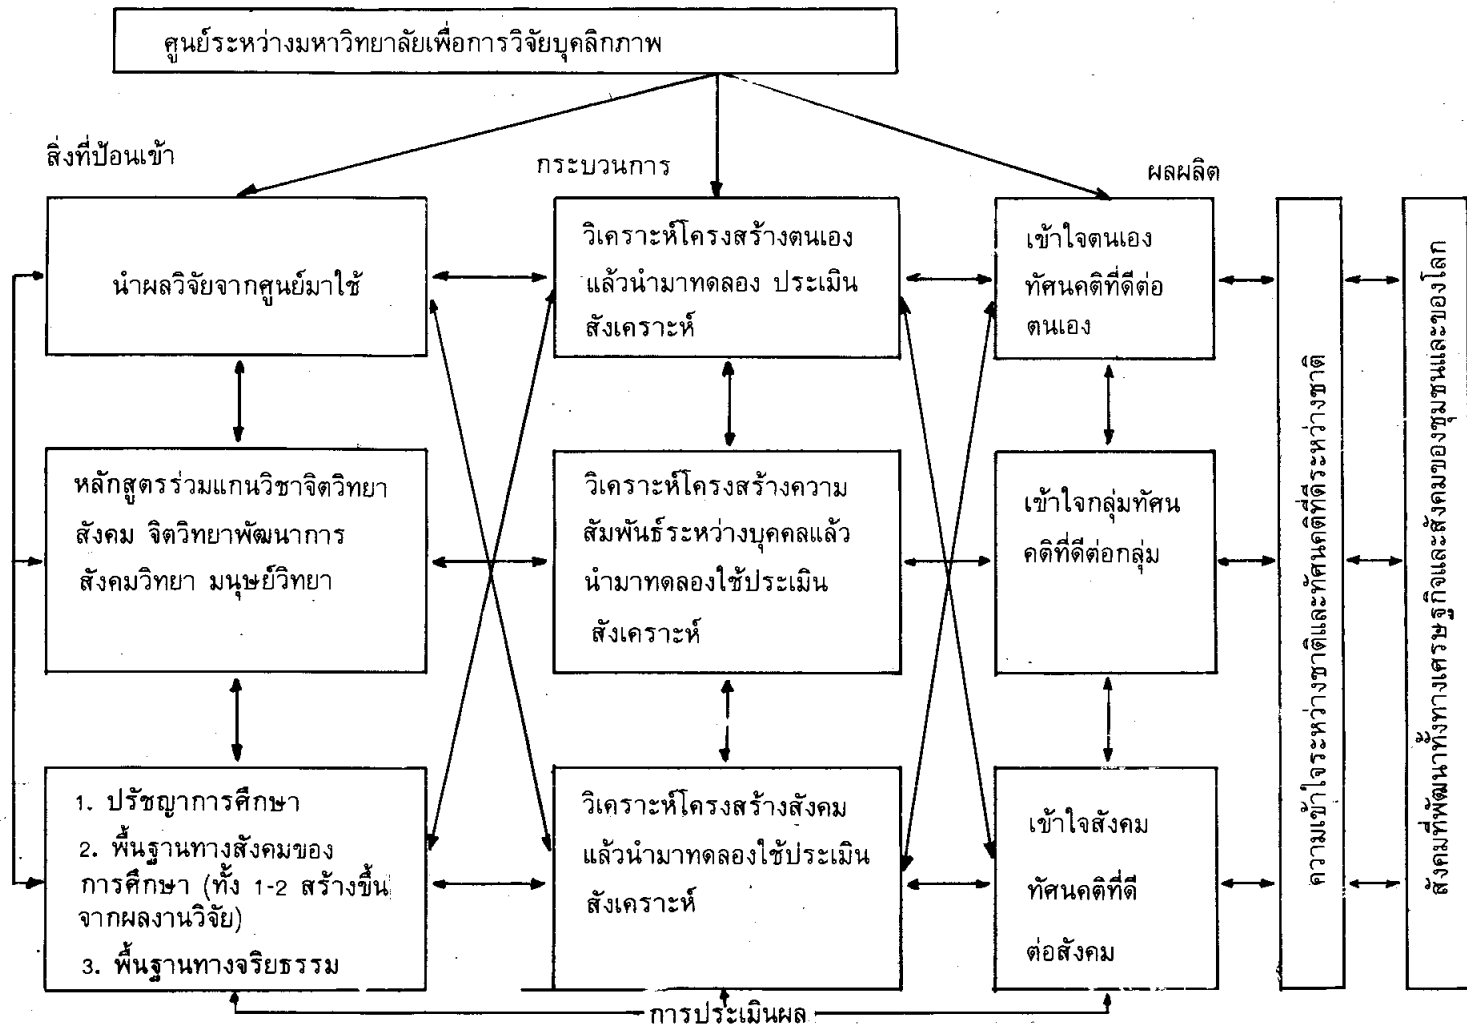 ศูนย์ระหว่างมหาวิทยาลัยเพื่อการวิจัยบุคลิกภาพ
สิ่งที่ป้อนเข้า
กระบวนการ
ผลผลิต
นำผลวิจัยจากศูนย์มาใช้
วิเคราะห์โครงสร้างตนเอง
แล้วนำมาทดลอง ประเมิน
สังเคราะห์
เข้าใจตนเอง
ทัศนคติที่ดีต่อ
ตนเอง
หลักสูตรร่วมแกนวิชาจิตวิทยา
สังคม จิตวิทยาพัฒนาการ
สังคมวิทยา มนุษย์วิทยา
วิเคราะห์โครงสร้างความ
สัมพันธ์ระหว่างบุคคลแล้ว
นำมาทดลองใช้ประเมิน
สังเคราะห์
เข้าใจกลุ่มทัศน
คติที่ดีต่อกลุ่ม
1. ปรัชญาการศึกษา
2. พื้นฐานทางสังคมของ
การศึกษา (ทั้ง 1-2 สร้างขึ้น
จากผลงานวิจัย)
3. พื้นฐานทางจริยธรรม
วิเคราะห์โครงสร้างสังคม
แล้วนำมาทดลองใช้ประเมิน
สังเคราะห์
เข้าใจสังคม
ทัศนคติที่ดี
ต่อสังคม
ความเข้าใจระหว่างชาติและทัศนคติที่ดีระหว่างชาติ
สังคมที่พัฒนาทั้งทางเศรษฐกิจและสังคมของชุมชนและของโลก
การประเมินผล